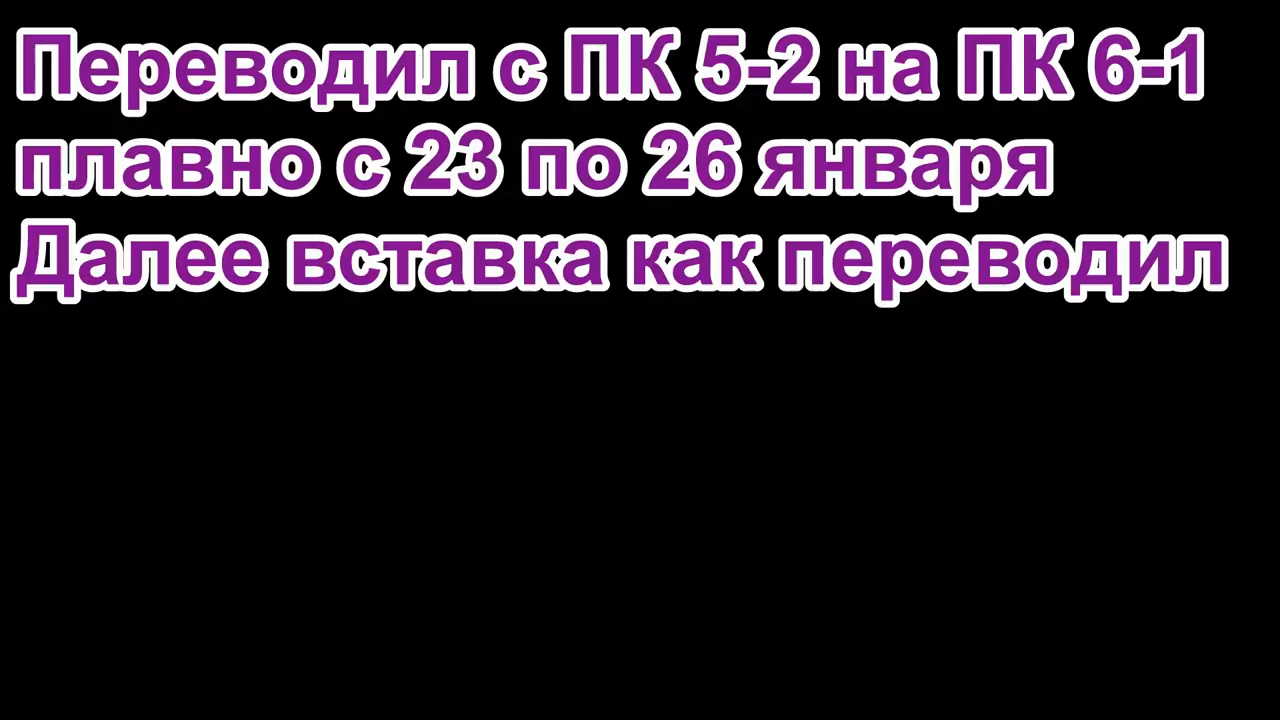 Переводил с ПК 5-2 на ПК 6-1
плавно с 23 по 26 января
Далее вставка как переводил